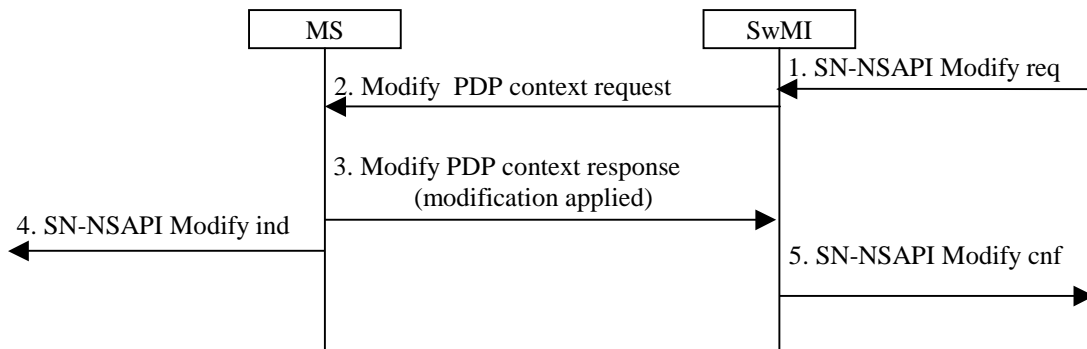 MS
SwMI
1. SN-NSAPI Modify req
2. Modify PDP context request
3. Modify PDP context response
(modification applied)
4. SN-NSAPI Modify ind
5. SN-NSAPI Modify cnf